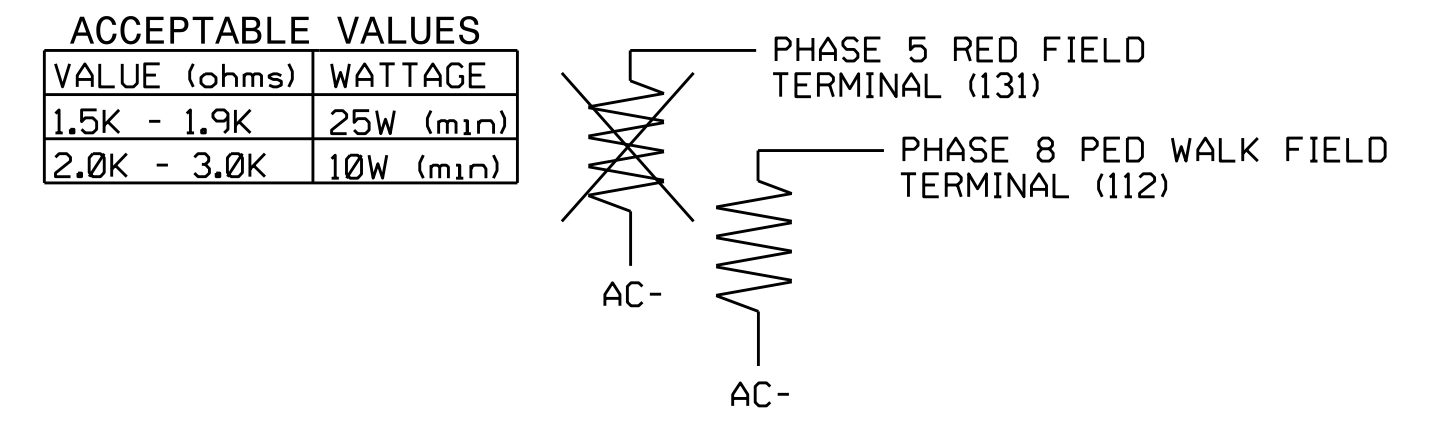 ACCEPTABLE VALUES
VALUE (ohms) WATTAGE
1.5K - 1.9K 25W (min)
2.0K - 3.0K 10W (min)
PHASE 5 RED FIELD
TERMINAL (131)
AC-
PHASE 8 PED WALK FIELD
TERMINAL (112)
AC-